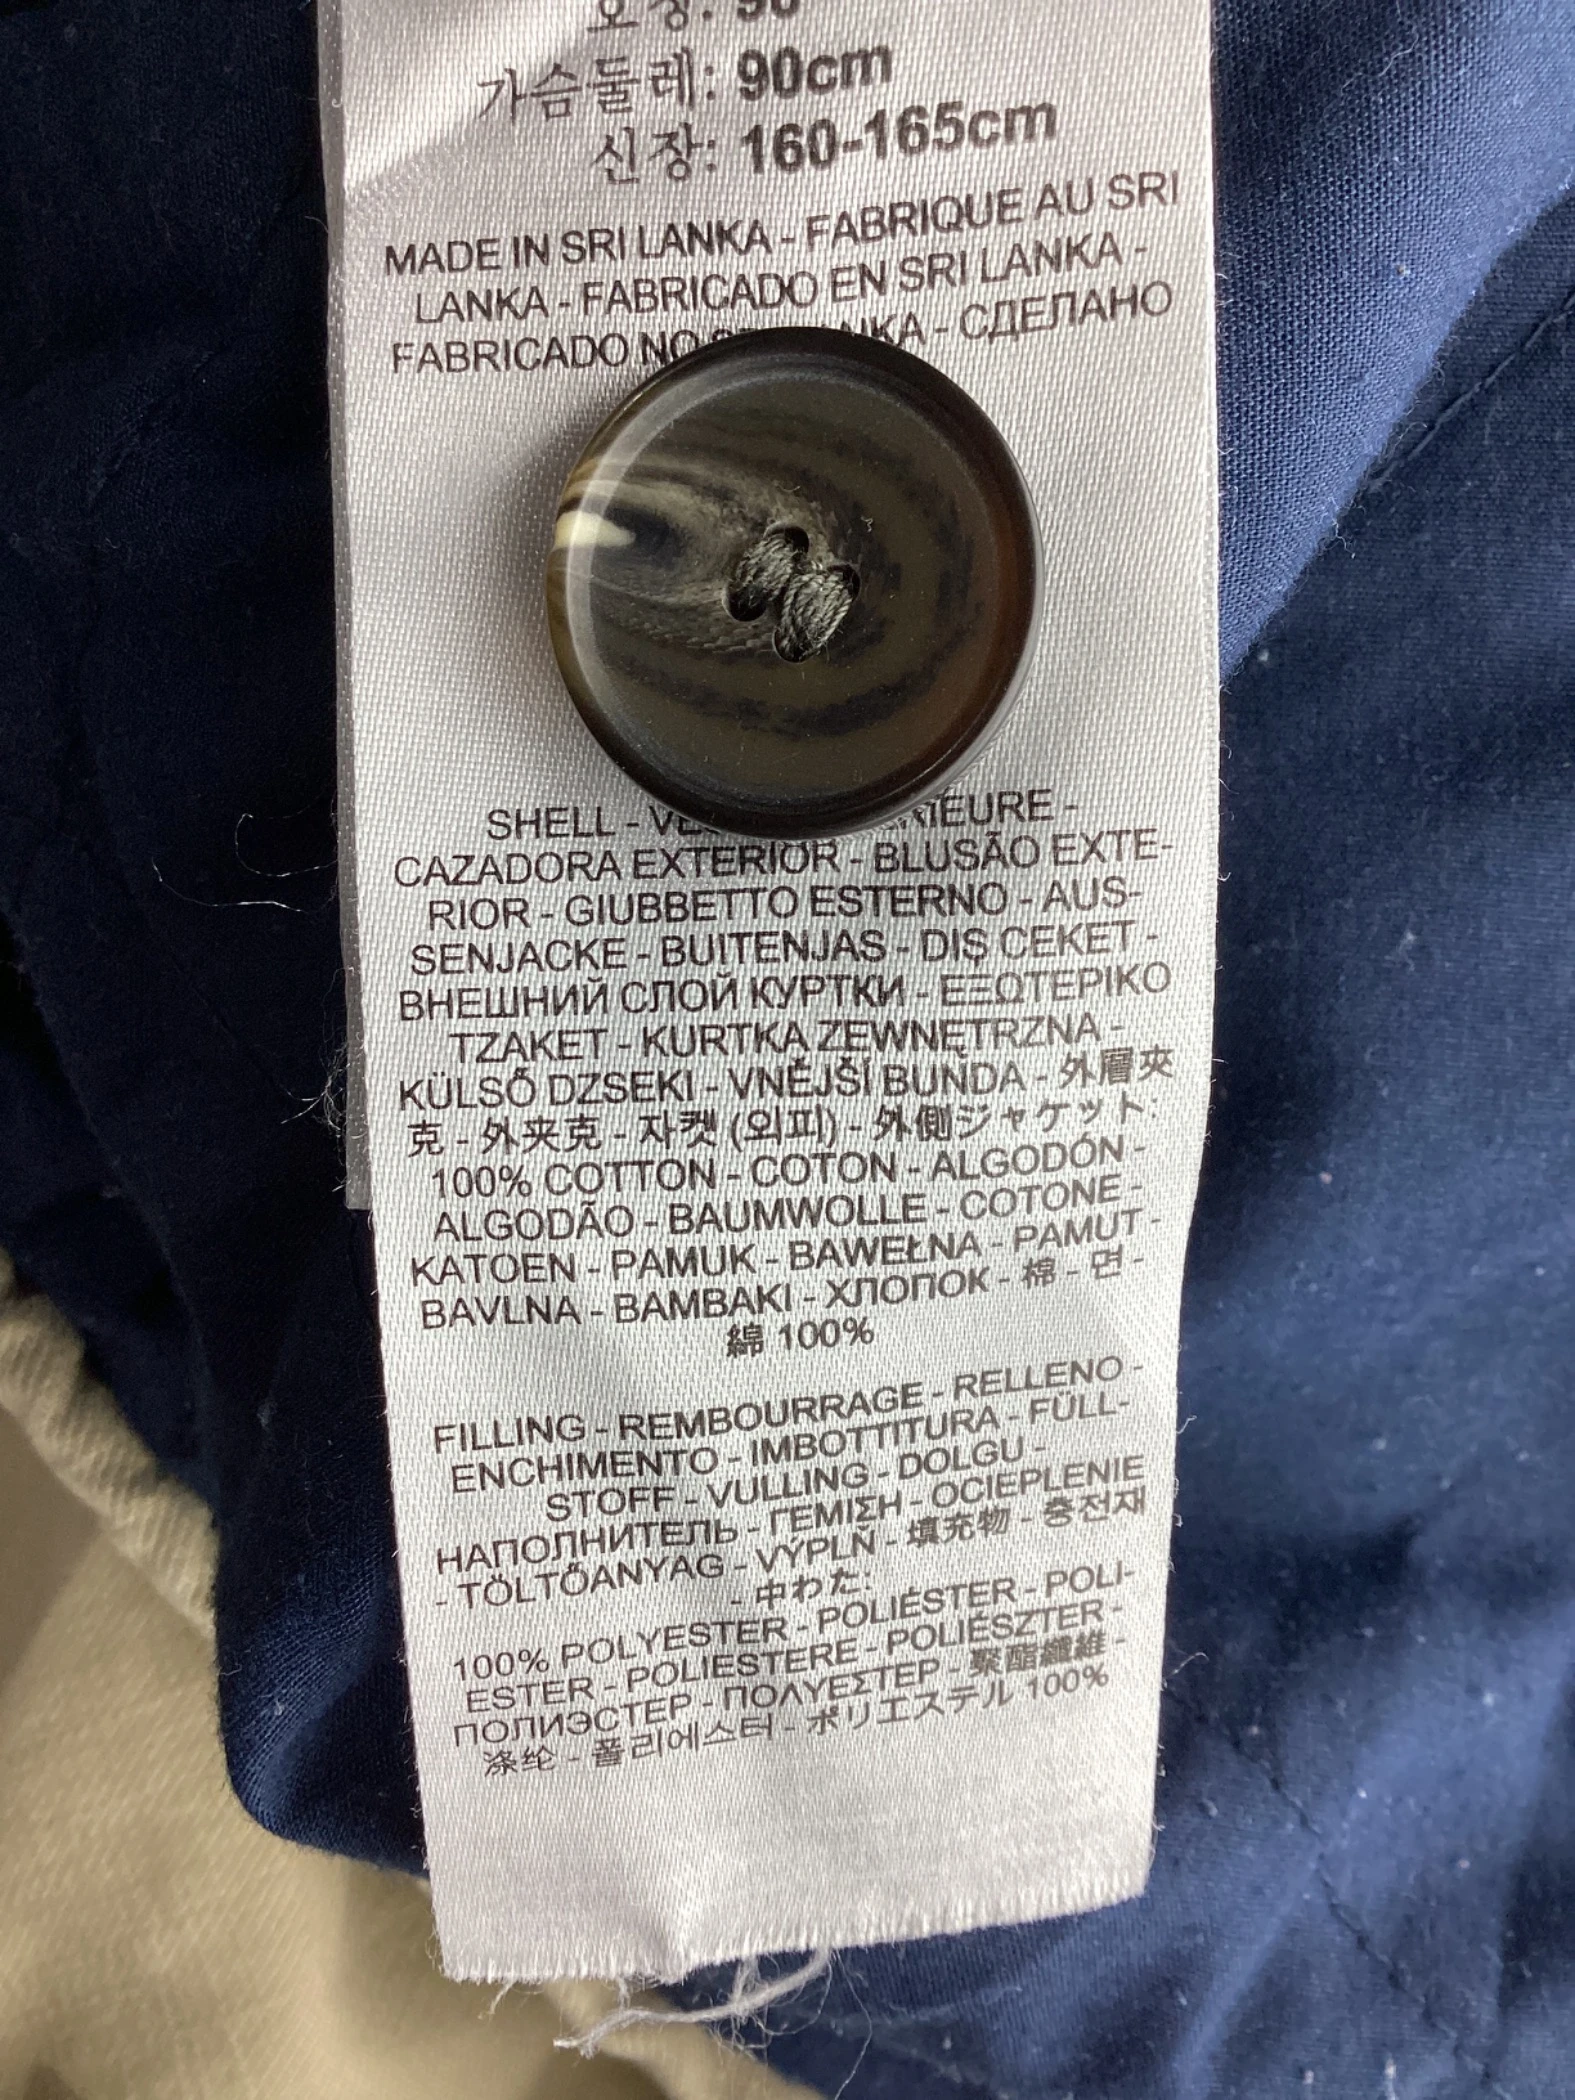 호칭: 90
가슴둘레: 90cm
신장: 160-165cm
MADE IN SRI LANKA - FABRIQUE AU SRI
LANKA - FABRICADO EN SRI LANKA -
FABRICADO NO - СДЕЛАНО
SHELL -
CAZADORA EXTERIOR - BLUSÃO EXTE-
RIOR - GIUBBETTO ESTERNO - AUS-
SENJACKE - BUITENJAS - DIŞ CEKET -
ВНЕШНИЙ СЛОЙ КУРТКИ - ΕΞΩΤΕΡΙΚΟ
TZAKET - KURTKA ZEWNĘTRZNA -
KÜLSŐ DZSEKI - VNĚJŠÍ BUNDA - 外層夾
克 - 外夹克 - 자켓 (외피) - 外側ジャケット:
100% COTTON - COTON - ALGODÓN -
ALGODÃO - BAUMWOLLE - COTONE -
KATOEN - PAMUK - BAWEŁNA - PAMUT -
BAVLNA - BAMBAKI - ХЛОПОК - 棉 - 면 -
綿 100%
FILLING - REMBOURRAGE - RELLENO -
ENCHIMENTO - IMBOTTITURA - FÜLL-
STOFF - VULLING - DOLGU -
НАПОЛНИТЕЛЬ - ΓΕΜΙΣΗ - OCIEPLENIE
- TÖLTŐANYAG - VÝPLŇ - 填充物 - 충전재
- 中わた:
100% POLYESTER - POLIÉSTER - POLI-
ESTER - POLIESTERE - POLIÉSZTER -
ПОЛИЭСТЕР - ΠΟΛΥΕΣΤΕΡ - 聚酯纖維 -
涤纶 - 폴리에스터 - ポリエステル 100%